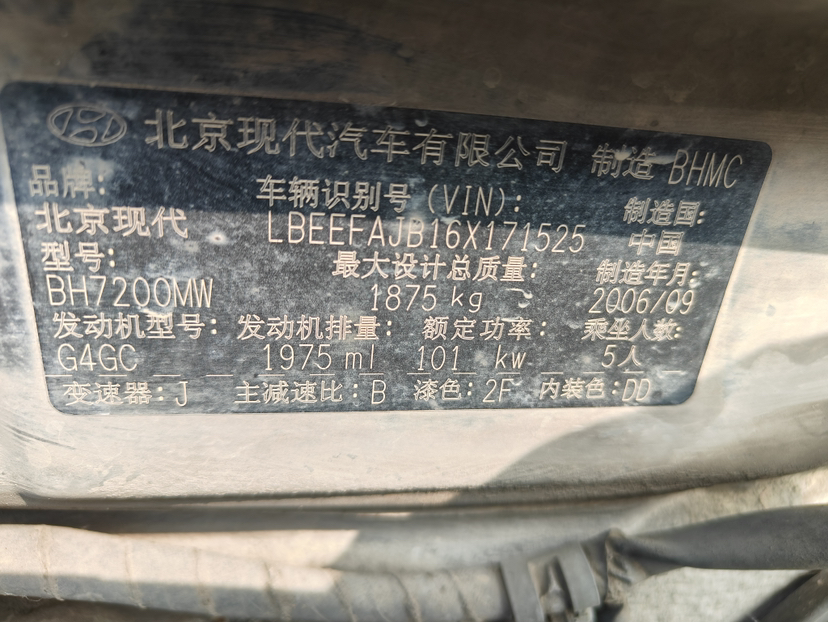 北京现代汽车有限公司 制造 BHMC
品牌: 车辆识别号 (VIN): 制造国:
北京现代 LBEEFAJB16X171525 中国
型号: 最大设计总质量: 制造年月:
BH7200MW 1875 kg 2006/09
发动机型号: 发动机排量: 额定功率: 乘坐人数:
G4GC 1975 ml 101 kw 5人
变速器: J 主减速比: B 漆色: 2F 内装色: DD